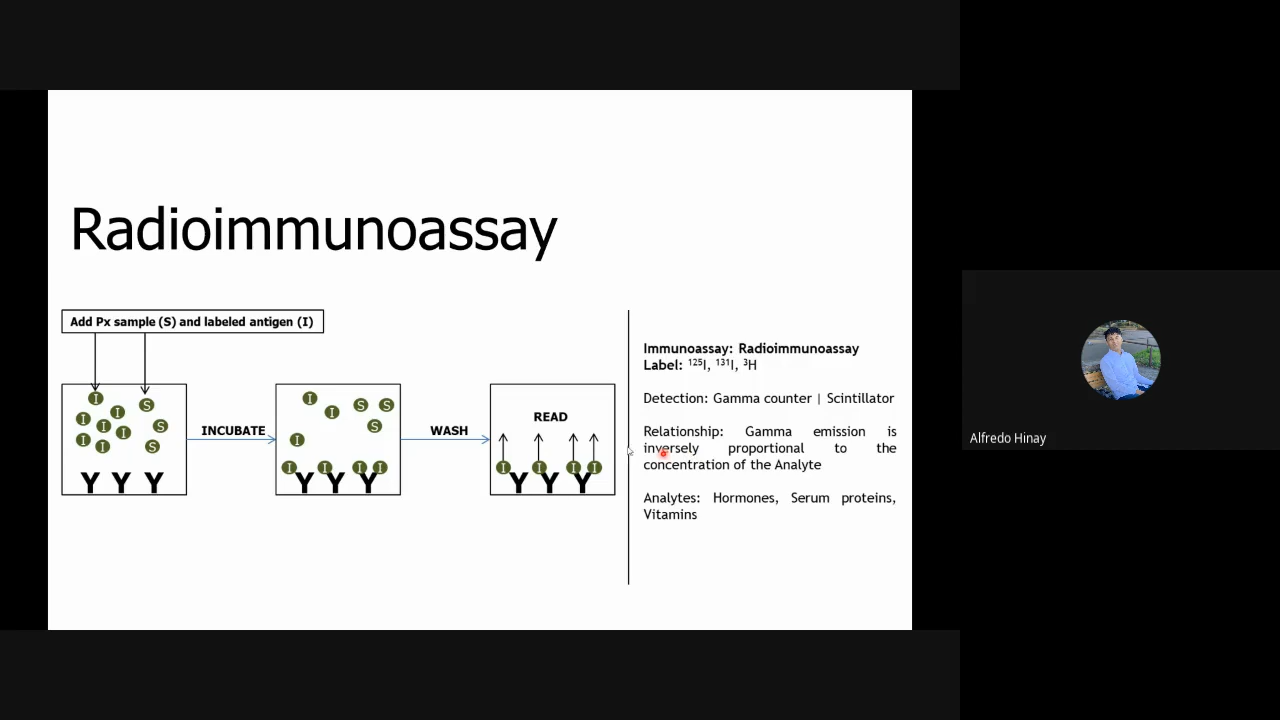 Radioimmunoassay
Add Px sample (S) and labeled antigen (I)
I
S
I
I
I
S
I
I
I
S
Y Y Y
INCUBATE
I
S
S
I
S
I
I
I
I
I
Y Y Y
WASH
READ
I
I
I
I
Y Y Y
Immunoassay: Radioimmunoassay
Label: ¹²⁵I, ¹³¹I, ³H
Detection: Gamma counter | Scintillator
Relationship: Gamma emission is
inversely proportional to the
concentration of the Analyte
Analytes: Hormones, Serum proteins,
Vitamins
Alfredo Hinay